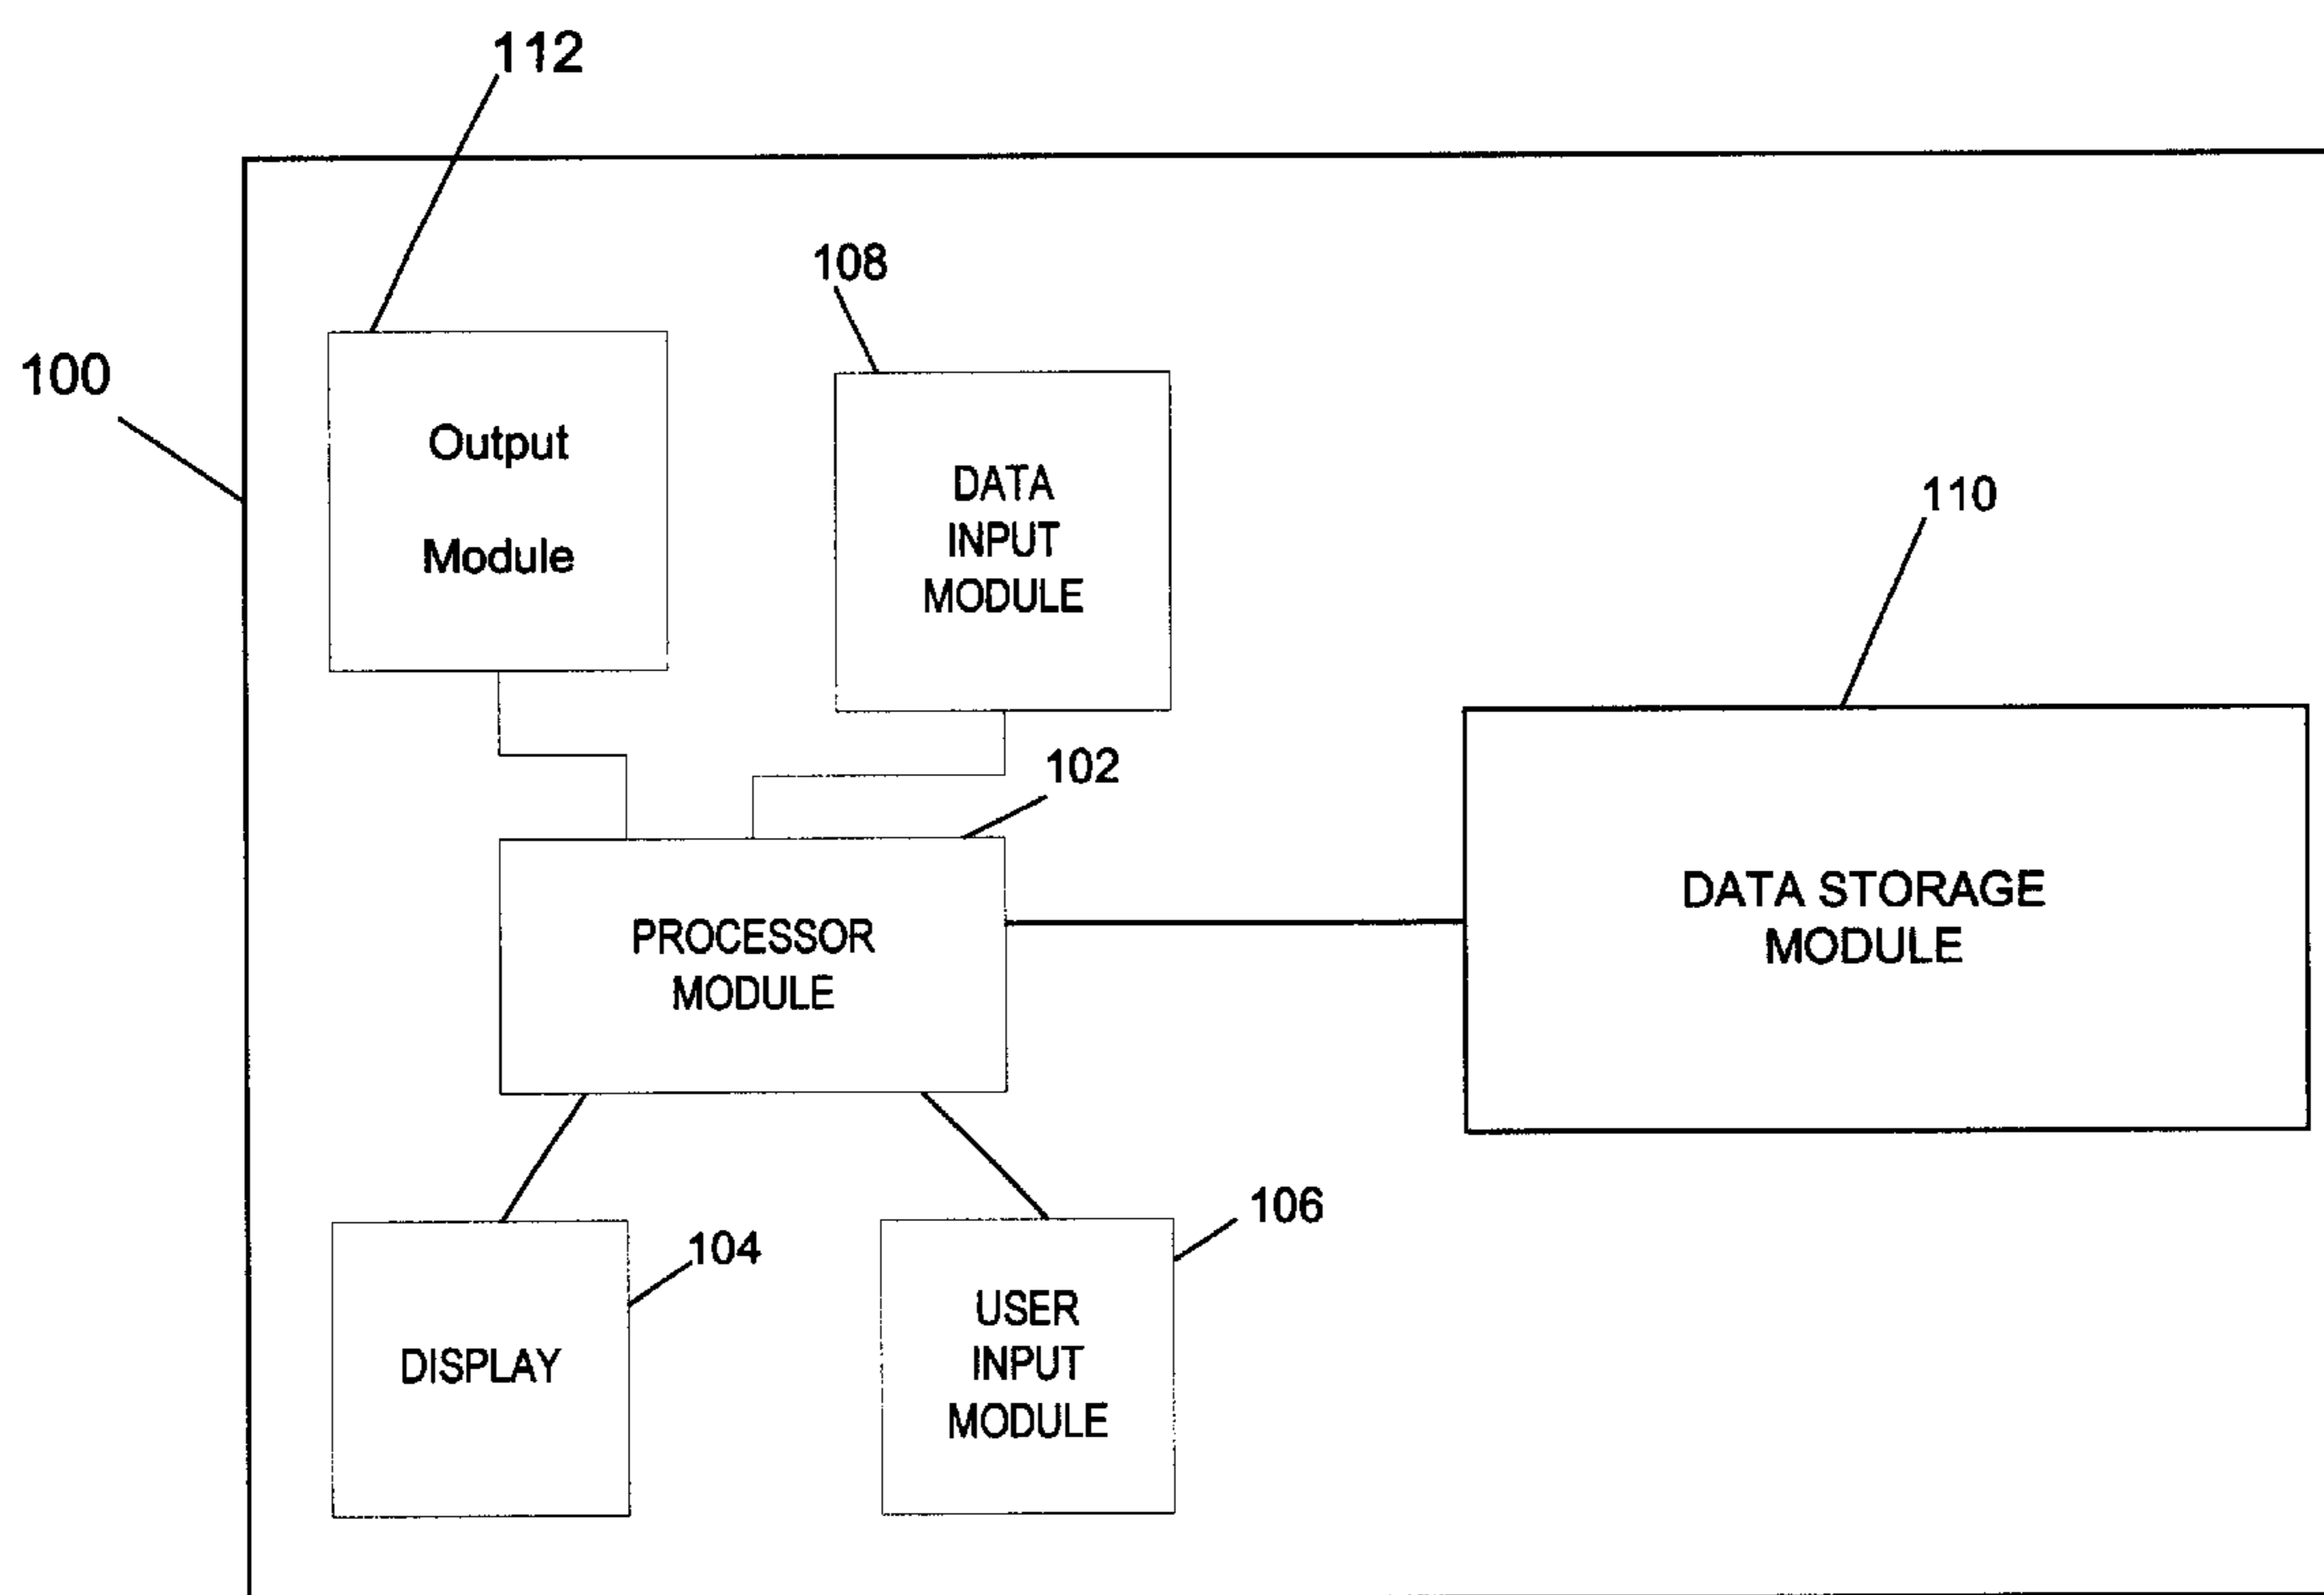 112
108
100
Output
Module
DATA
INPUT
MODULE
110
102
PROCESSOR
MODULE
DATA STORAGE
MODULE
104
106
DISPLAY
USER
INPUT
MODULE